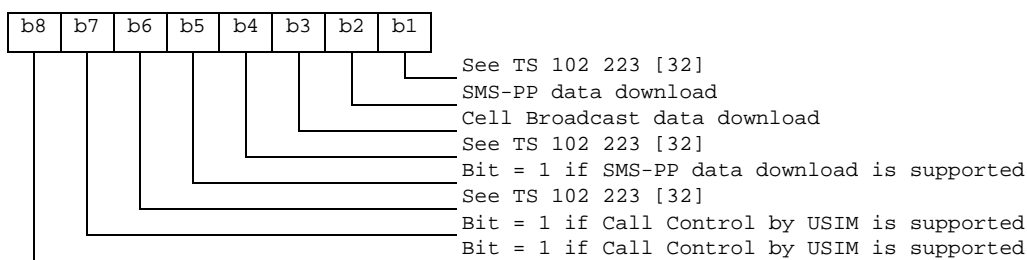 b8 b7 b6 b5 b4 b3 b2 b1
See TS 102 223 [32]
SMS-PP data download
Cell Broadcast data download
See TS 102 223 [32]
Bit = 1 if SMS-PP data download is supported
See TS 102 223 [32]
Bit = 1 if Call Control by USIM is supported
Bit = 1 if Call Control by USIM is supported